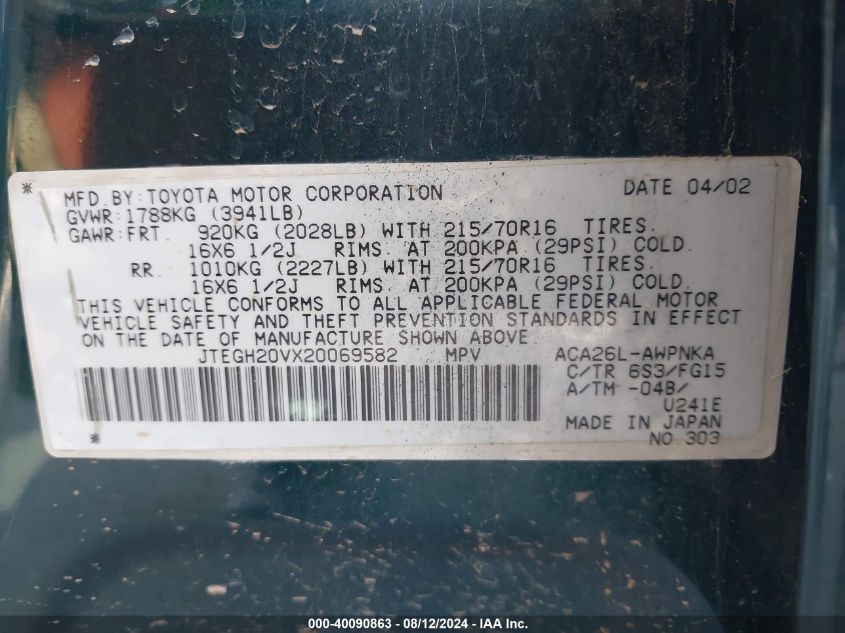 * MFD. BY: TOYOTA MOTOR CORPORATION DATE 04/02
GVWR: 1788KG (3941LB)
GAWR: FRT. 920KG (2028LB) WITH 215/70R16 TIRES.
16X6 1/2J RIMS. AT 200KPA (29PSI) COLD.
RR. 1010KG (2227LB) WITH 215/70R16 TIRES.
16X6 1/2J RIMS. AT 200KPA (29PSI) COLD.
THIS VEHICLE CONFORMS TO ALL APPLICABLE FEDERAL MOTOR
VEHICLE SAFETY AND THEFT PREVENTION STANDARDS IN EFFECT
ON THE DATE OF MANUFACTURE SHOWN ABOVE
JTEGH20VX20069582 MPV ACA26L-AWPNKA
C/TR 6S3/FG15
A/TM -04B/
U241E
MADE IN JAPAN
* NO. 303
000-40090863 - 08/12/2024 - IAA, Inc.